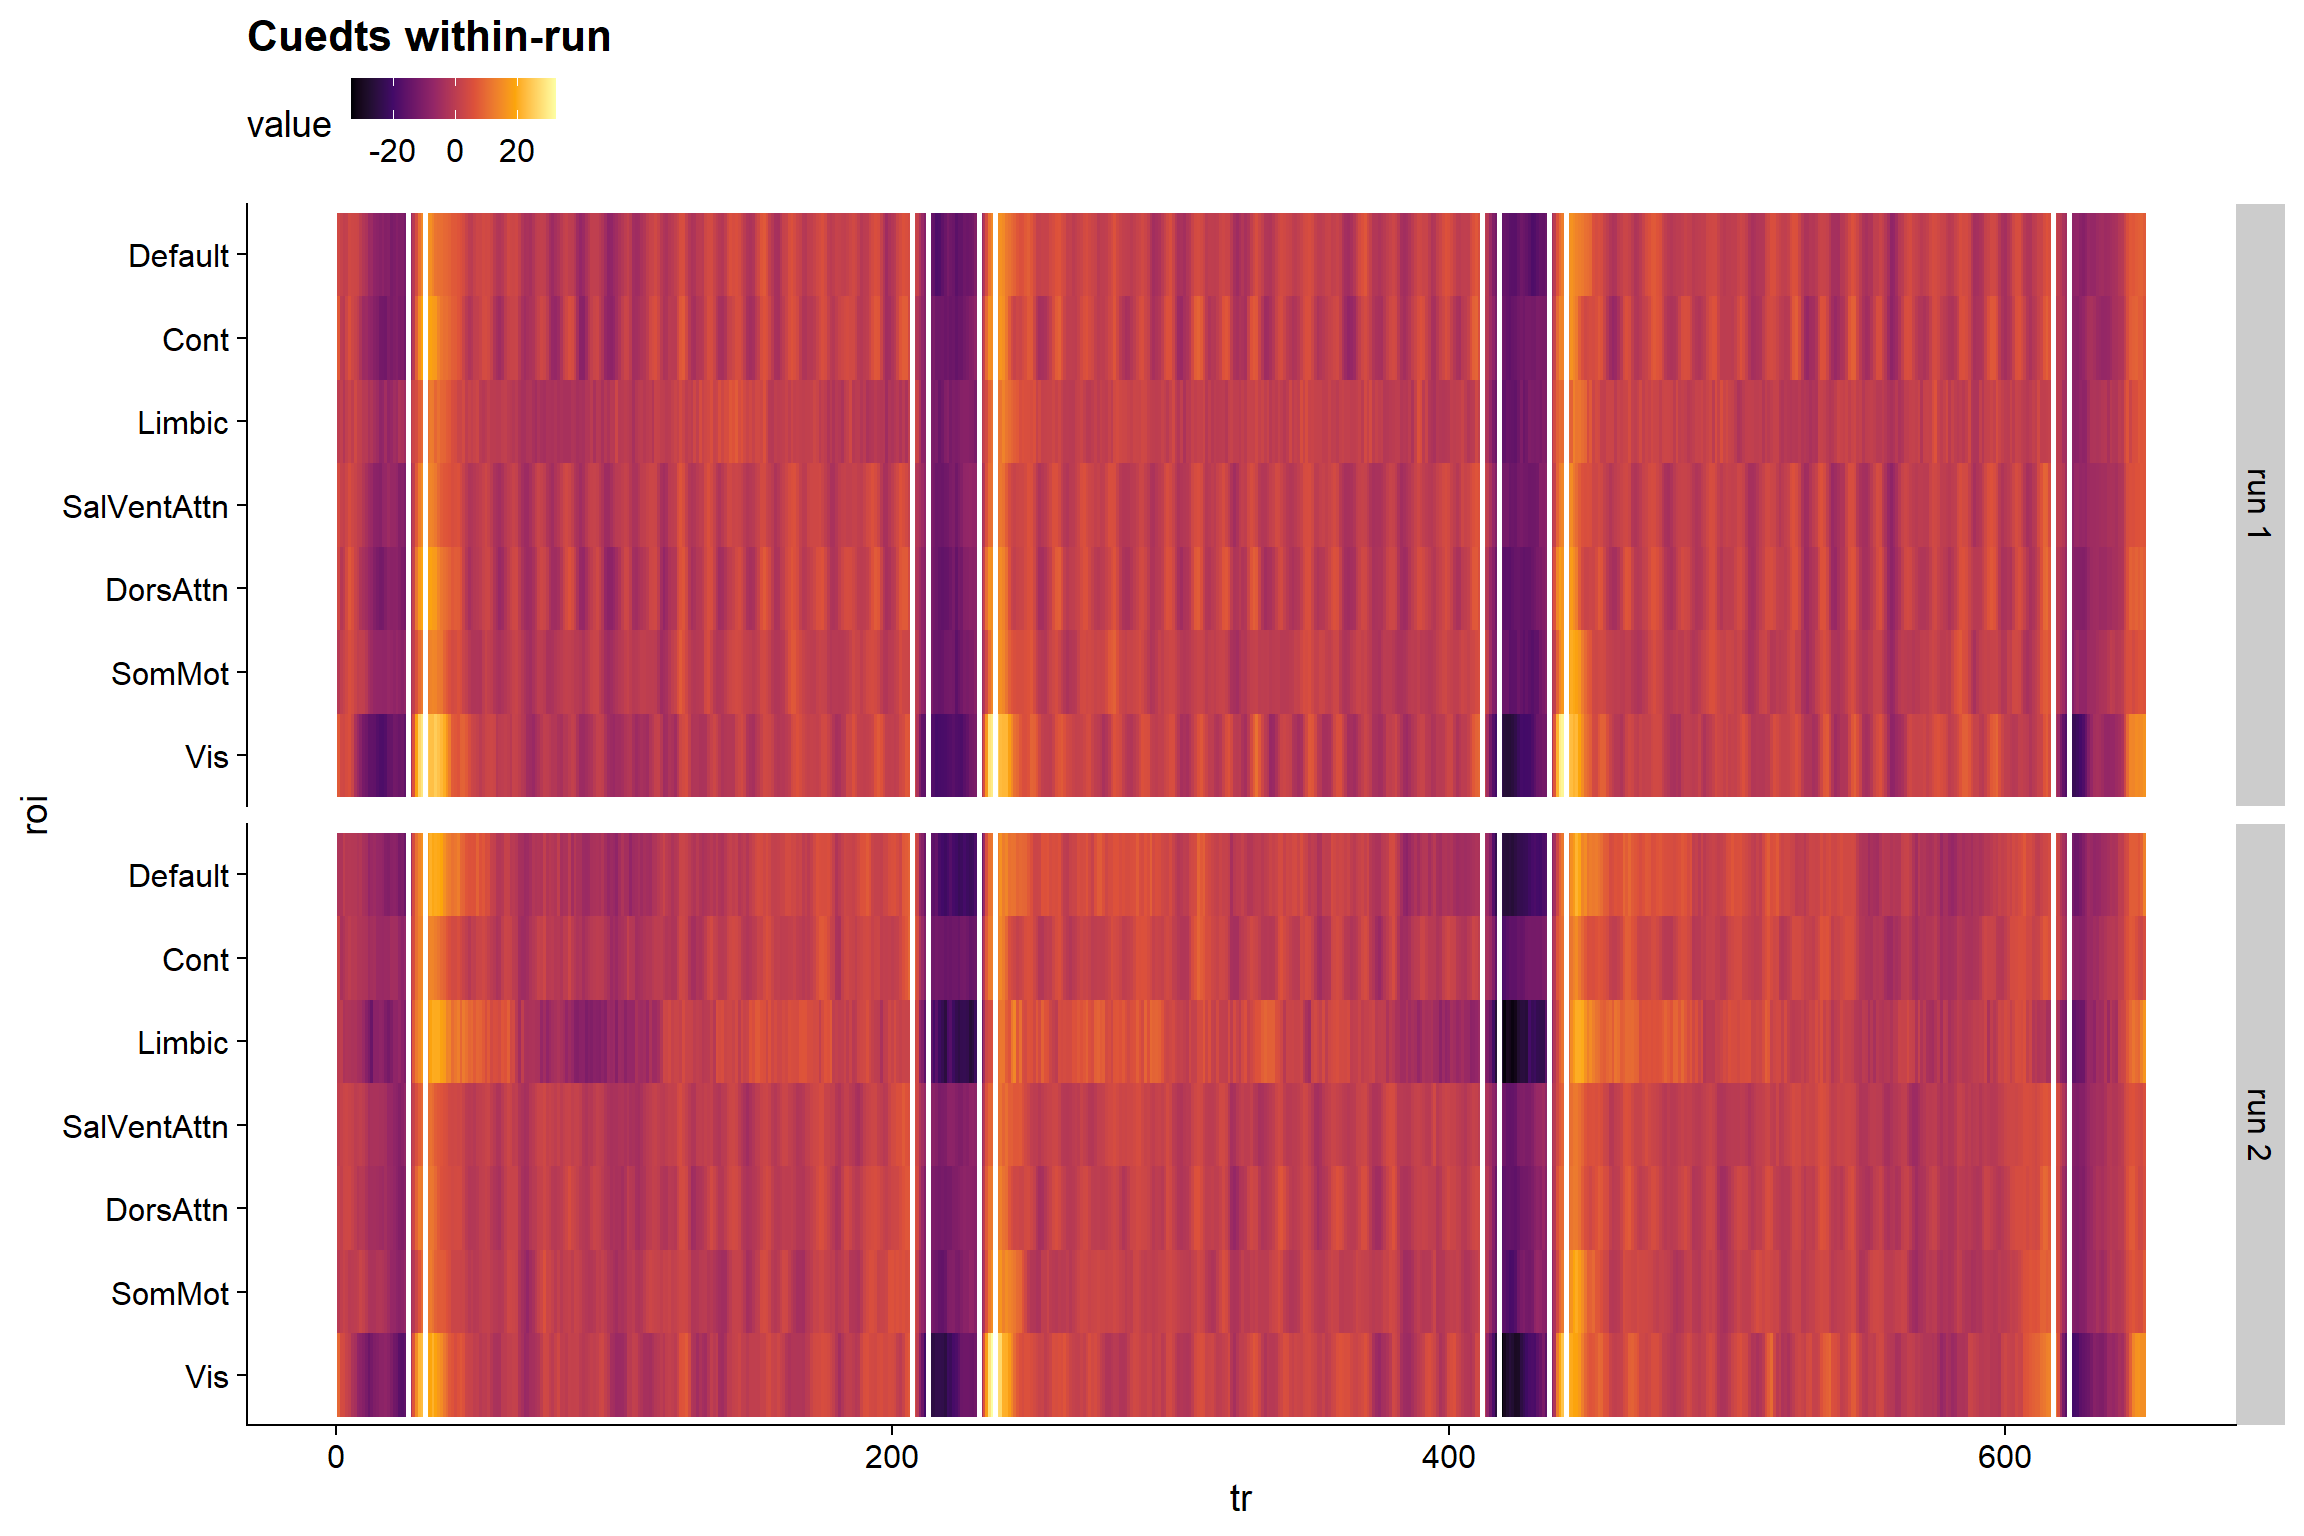 Cuedts within-run
value
-20 0 20
roi
Default
Cont
Limbic
SalVentAttn
DorsAttn
SomMot
Vis
run 1
Default
Cont
Limbic
SalVentAttn
DorsAttn
SomMot
Vis
run 2
0 200 400 600
tr